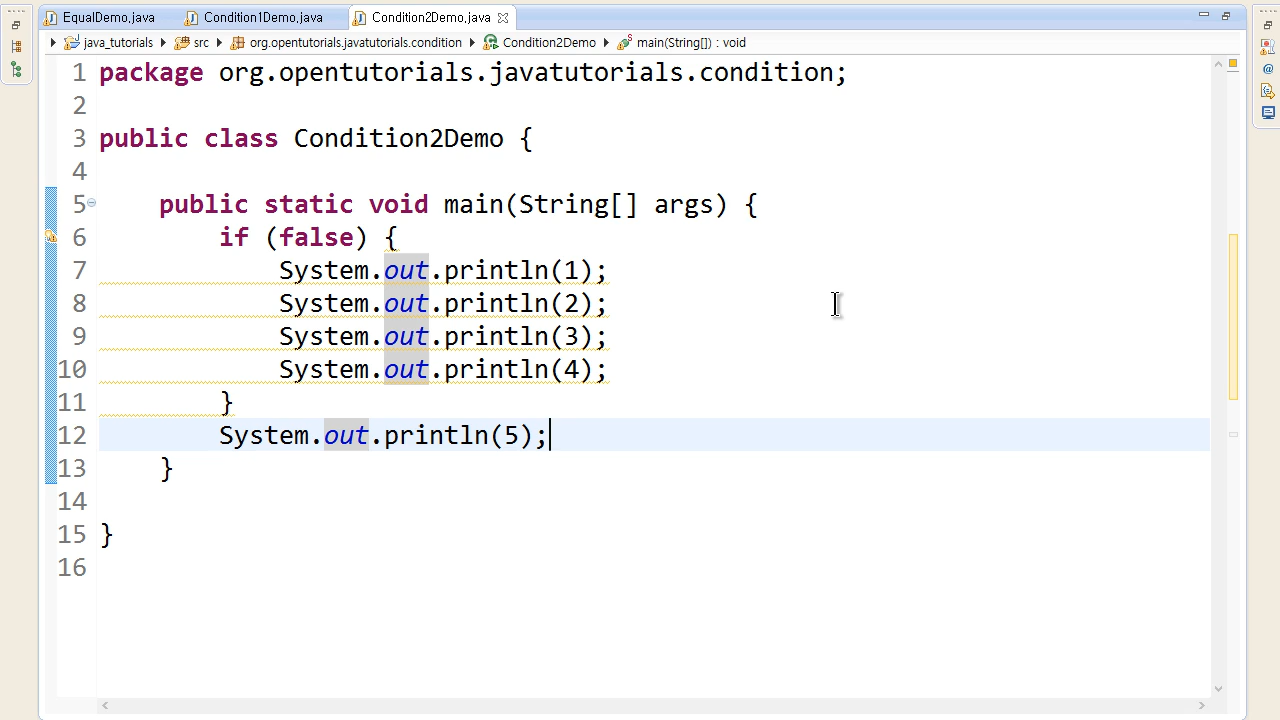 EqualDemo.java Condition1Demo.java Condition2Demo.java
java_tutorials src org.opentutorials.javatutorials.condition Condition2Demo main(String[]) : void
1 package org.opentutorials.javatutorials.condition;
2
3 public class Condition2Demo {
4
5 public static void main(String[] args) {
6 if (false) {
7 System.out.println(1);
8 System.out.println(2);
9 System.out.println(3);
10 System.out.println(4);
11 }
12 System.out.println(5);
13 }
14
15 }
16